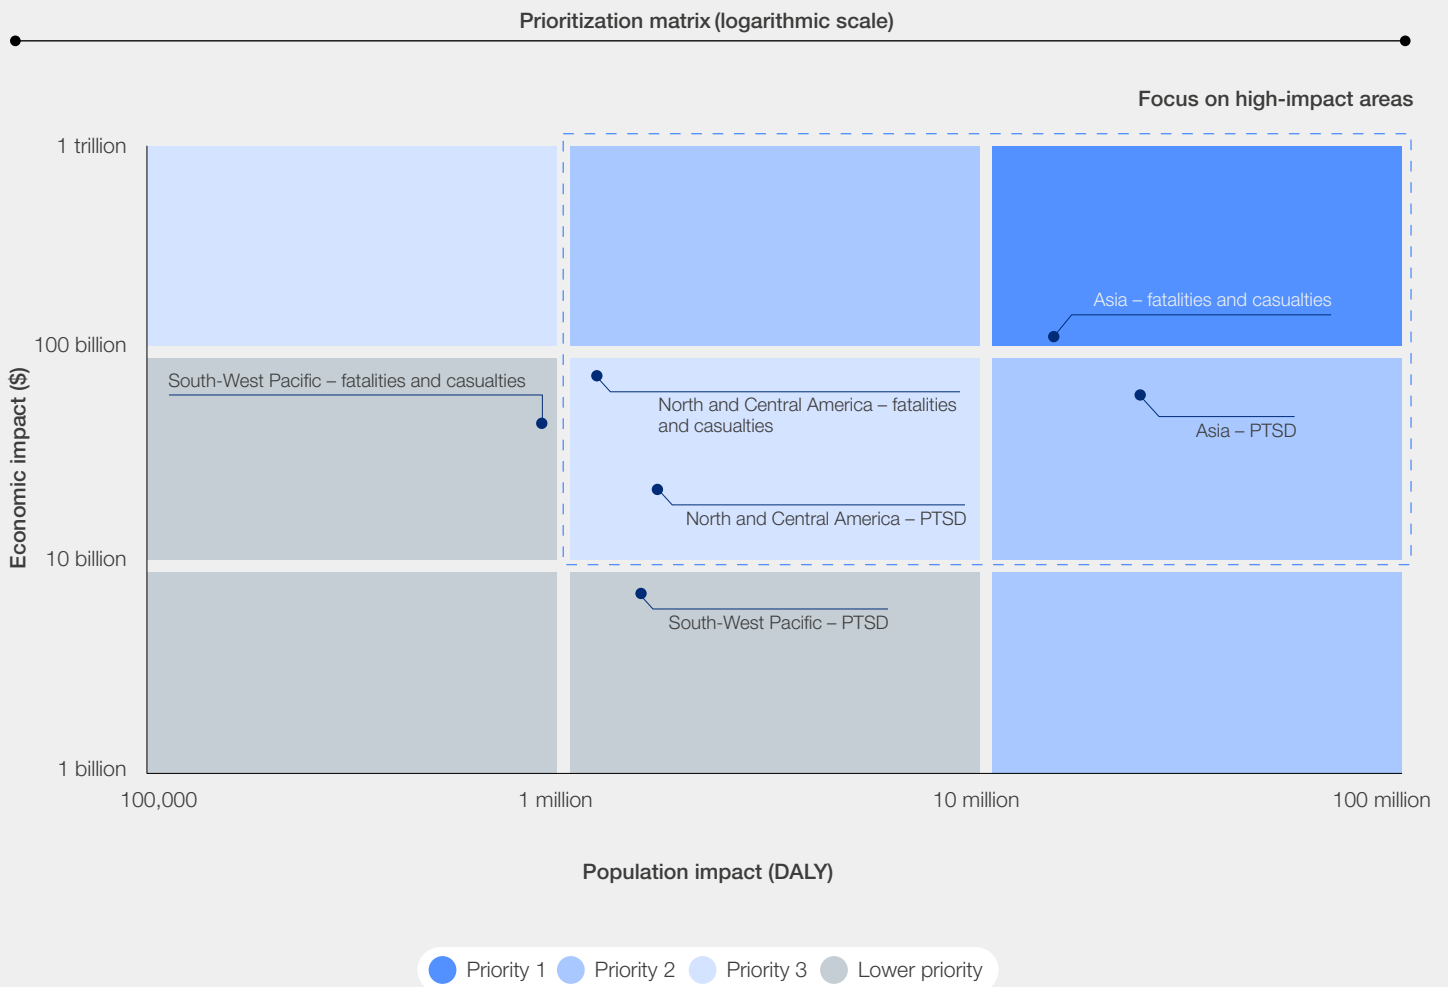 Prioritization matrix (logarithmic scale)
Focus on high-impact areas
Economic impact ($)
1 trillion
100 billion
10 billion
1 billion
Asia – fatalities and casualties
South-West Pacific – fatalities and casualties
North and Central America – fatalities
and casualties
Asia – PTSD
North and Central America – PTSD
South-West Pacific – PTSD
100,000
1 million
10 million
100 million
Population impact (DALY)
Priority 1
Priority 2
Priority 3
Lower priority